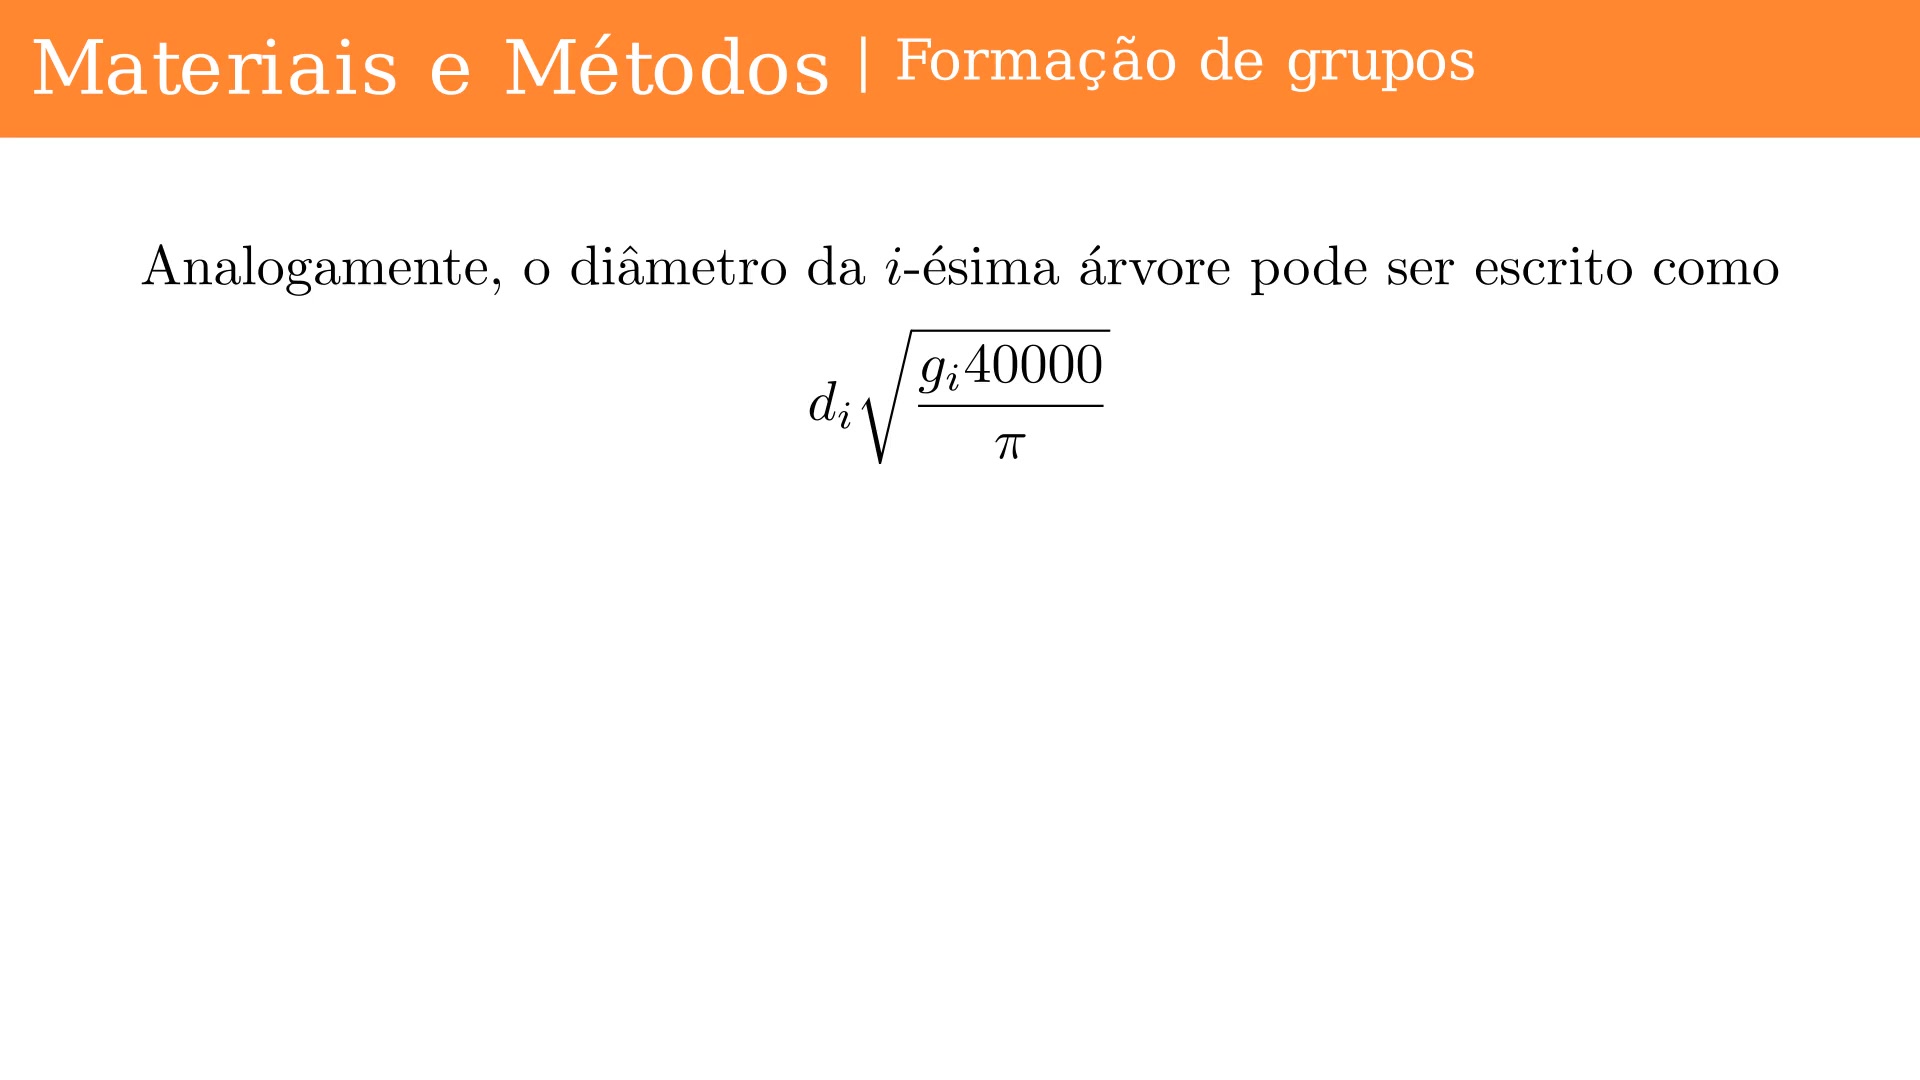 Materiais e Métodos | Formação de grupos
Analogamente, o diâmetro da i-ésima árvore pode ser escrito como
$d_i \sqrt{\frac{g_i 40000}{\pi}}$